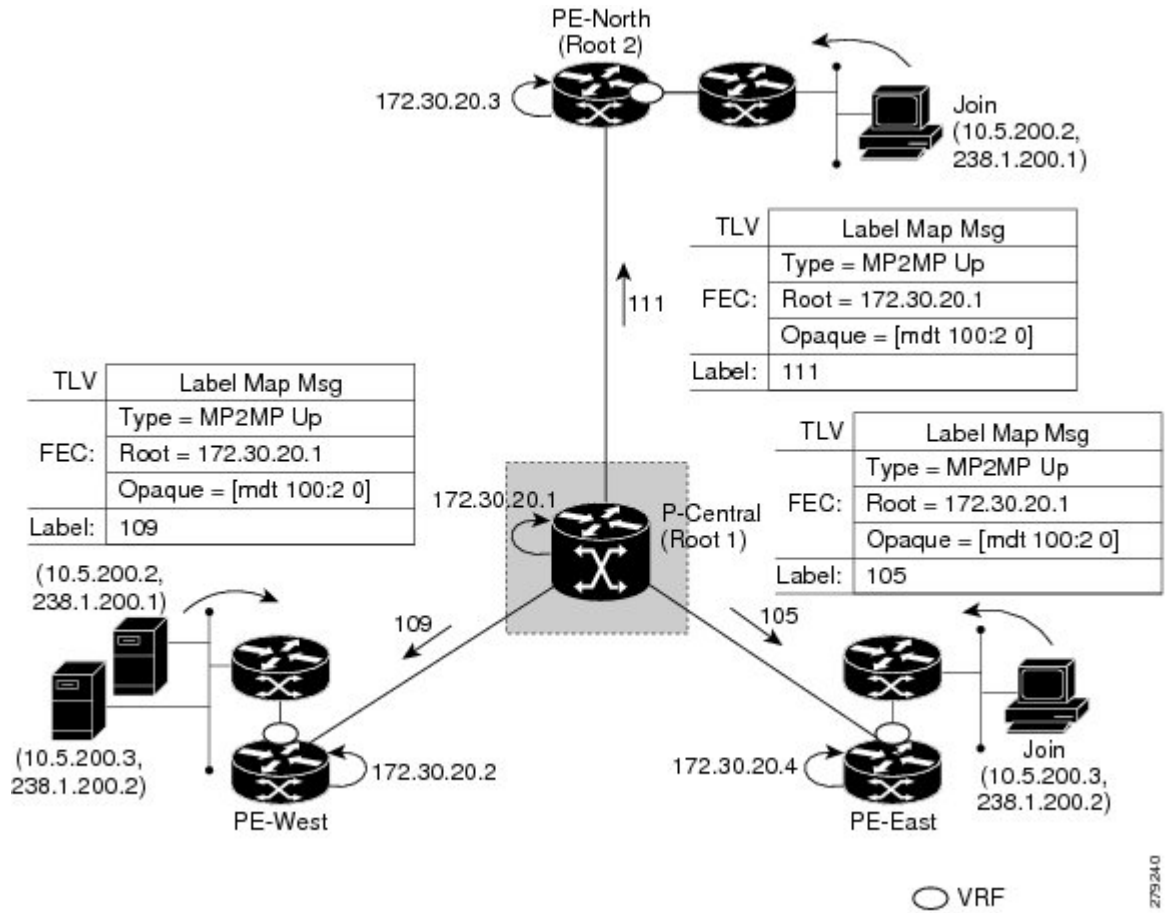 PE-North
(Root 2)
172.30.20.3
Join
(10.5.200.2,
238.1.200.1)
TLV Label Map Msg
Type = MP2MP Up
FEC: Root = 172.30.20.1
Opaque = [mdt 100:2 0]
Label: 111
111
TLV Label Map Msg
Type = MP2MP Up
FEC: Root = 172.30.20.1
Opaque = [mdt 100:2 0]
Label: 109
TLV Label Map Msg
Type = MP2MP Up
FEC: Root = 172.30.20.1
Opaque = [mdt 100:2 0]
Label: 105
172.30.20.1
P-Central
(Root 1)
(10.5.200.2,
238.1.200.1)
109
105
(10.5.200.3,
238.1.200.2)
172.30.20.2
PE-West
172.30.20.4
PE-East
Join
(10.5.200.3,
238.1.200.2)
VRF
279240